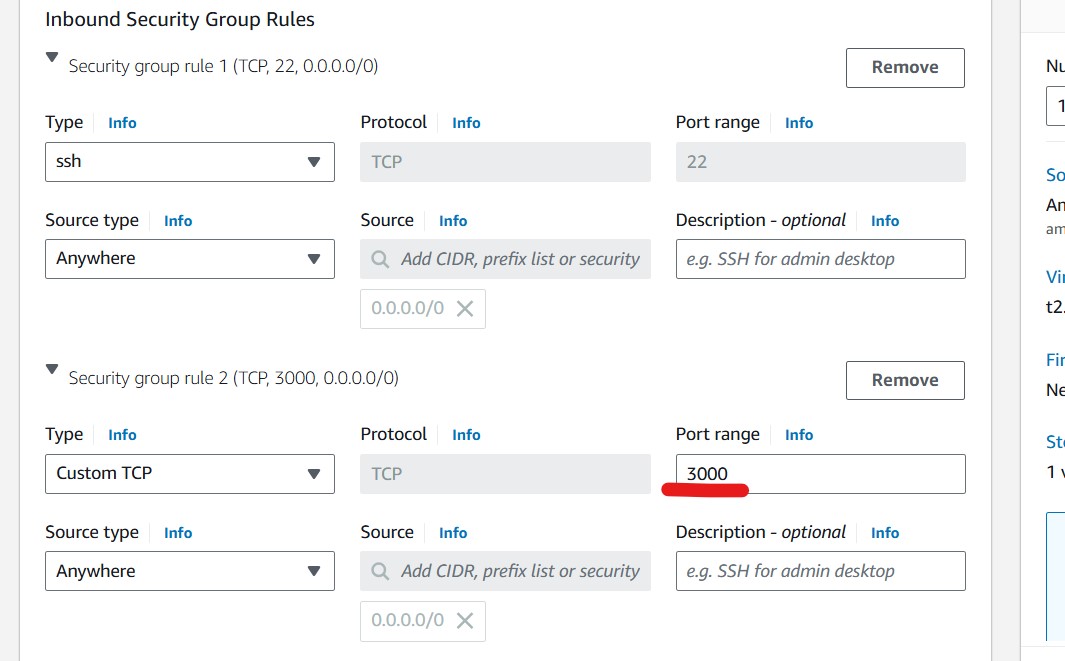 Inbound Security Group Rules
Security group rule 1 (TCP, 22, 0.0.0.0/0)
Remove
Type Info
Protocol Info
Port range Info
ssh
TCP
22
Source type Info
Source Info
Description - optional Info
Anywhere
Add CIDR, prefix list or security
e.g. SSH for admin desktop
0.0.0.0/0
Security group rule 2 (TCP, 3000, 0.0.0.0/0)
Remove
Type Info
Protocol Info
Port range Info
Custom TCP
TCP
3000
Source type Info
Source Info
Description - optional Info
Anywhere
Add CIDR, prefix list or security
e.g. SSH for admin desktop
0.0.0.0/0
Nu
1
So
Am
am
Vir
t2.
Fir
Ne
Sto
1 v